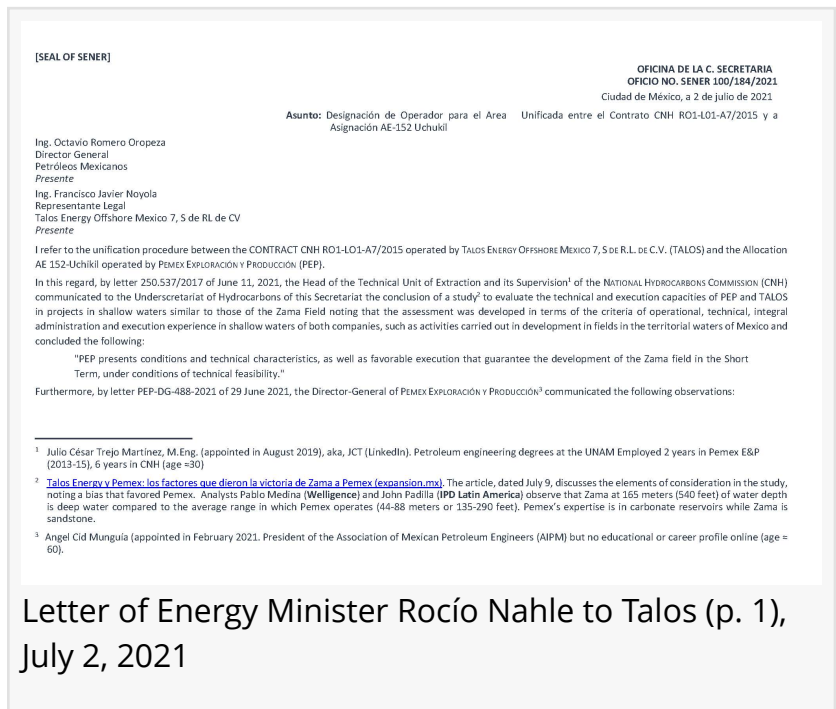 [SEAL OF SENER]
OFICINA DE LA C. SECRETARIA
OFICIO NO. SENER 100/184/2021
Ciudad de México, a 2 de julio de 2021
Asunto: Designación de Operador para el Area Unificada entre el Contrato CNH RO1-L01-A7/2015 y a
Asignación AE-152 Uchukil
Ing. Octavio Romero Oropeza
Director General
Petróleos Mexicanos
Presente
Ing. Francisco Javier Noyola
Representante Legal
Talos Energy Offshore Mexico 7, S de RL de CV
Presente
I refer to the unification procedure between the CONTRACT CNH RO1-LO1-A7/2015 operated by TALOS ENERGY OFFSHORE MEXICO 7, S DE R.L. DE C.V. (TALOS) and the Allocation
AE 152-Uchikil operated by PEMEX EXPLORACIÓN Y PRODUCCIÓN (PEP).
In this regard, by letter 250.537/2017 of June 11, 2021, the Head of the Technical Unit of Extraction and its Supervision1 of the NATIONAL HYDROCARBONS COMMISSION (CNH)
communicated to the Underscretariat of Hydrocarbons of this Secretariat the conclusion of a study2 to evaluate the technical and execution capacities of PEP and TALOS
in projects in shallow waters similar to those of the Zama Field noting that the assessment was developed in terms of the criteria of operational, technical, integral
administration and execution experience in shallow waters of both companies, such as activities carried out in development in fields in the territorial waters of Mexico and
concluded the following:
"PEP presents conditions and technical characteristics, as well as favorable execution that guarantee the development of the Zama field in the Short
Term, under conditions of technical feasibility."
Furthermore, by letter PEP-DG-488-2021 of 29 June 2021, the Director-General of PEMEX EXPLORACIÓN Y PRODUCCIÓN3 communicated the following observations:
1 Julio César Trejo Martínez, M.Eng. (appointed in August 2019), aka, JCT (LinkedIn). Petroleum engineering degrees at the UNAM Employed 2 years in Pemex E&P
(2013-15), 6 years in CNH (age ≈30)
2 Talos Energy y Pemex: los factores que dieron la victoria de Zama a Pemex (expansion.mx). The article, dated July 9, discusses the elements of consideration in the study,
noting a bias that favored Pemex. Analysts Pablo Medina (Welligence) and John Padilla (IPD Latin America) observe that Zama at 165 meters (540 feet) of water depth
is deep water compared to the average range in which Pemex operates (44-88 meters or 135-290 feet). Pemex's expertise is in carbonate reservoirs while Zama is
sandstone.
3 Angel Cid Munguía (appointed in February 2021. President of the Association of Mexican Petroleum Engineers (AIPM) but no educational or career profile online (age ≈
60).
Letter of Energy Minister Rocío Nahle to Talos (p. 1),
July 2, 2021